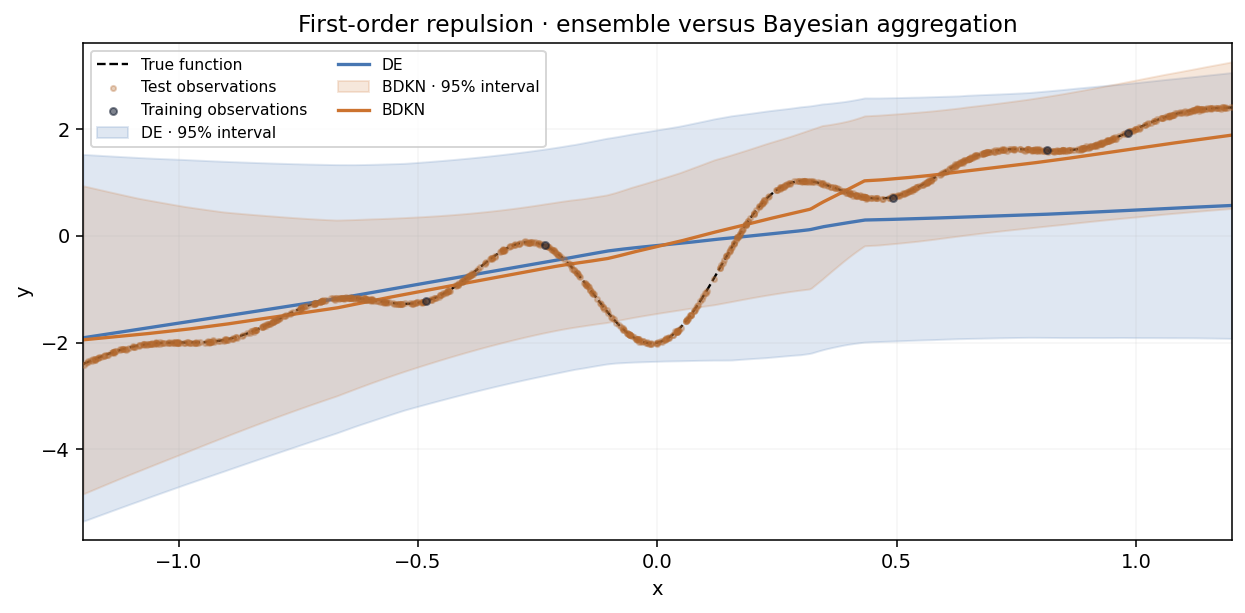 First-order repulsion · ensemble versus Bayesian aggregation
True function
Test observations
Training observations
DE · 95% interval
DE
BDKN · 95% interval
BDKN
y
2
0
−2
−4
−1.0
−0.5
0.0
0.5
1.0
x